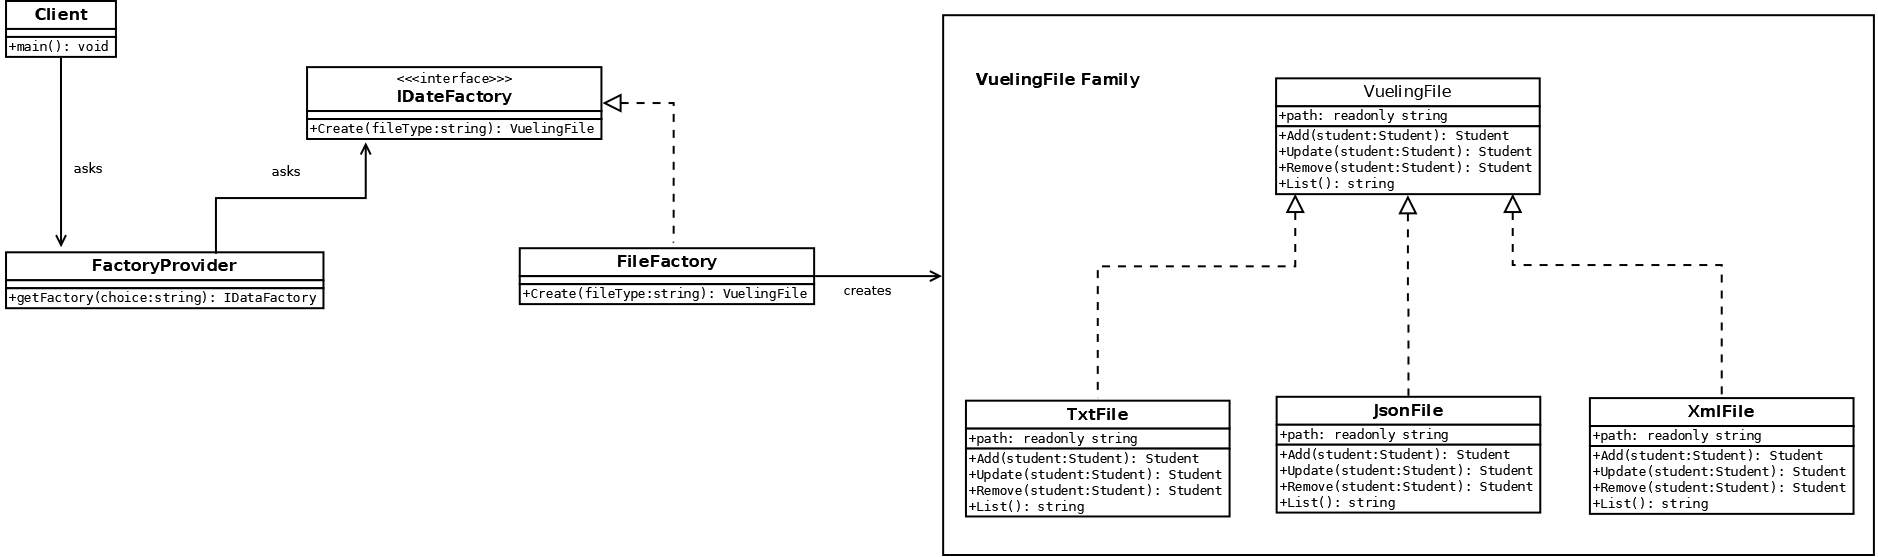 Client
+main(): void
<<<interface>>>
IDateFactory
+Create(fileType:string): VuelingFile
asks
asks
FactoryProvider
+getFactory(choice:string): IDataFactory
FileFactory
+Create(fileType:string): VuelingFile
creates
VuelingFile Family
VuelingFile
+path: readonly string
+Add(student:Student): Student
+Update(student:Student): Student
+Remove(student:Student): Student
+List(): string
TxtFile
+path: readonly string
+Add(student:Student): Student
+Update(student:Student): Student
+Remove(student:Student): Student
+List(): string
JsonFile
+path: readonly string
+Add(student:Student): Student
+Update(student:Student): Student
+Remove(student:Student): Student
+List(): string
XmlFile
+path: readonly string
+Add(student:Student): Student
+Update(student:Student): Student
+Remove(student:Student): Student
+List(): string